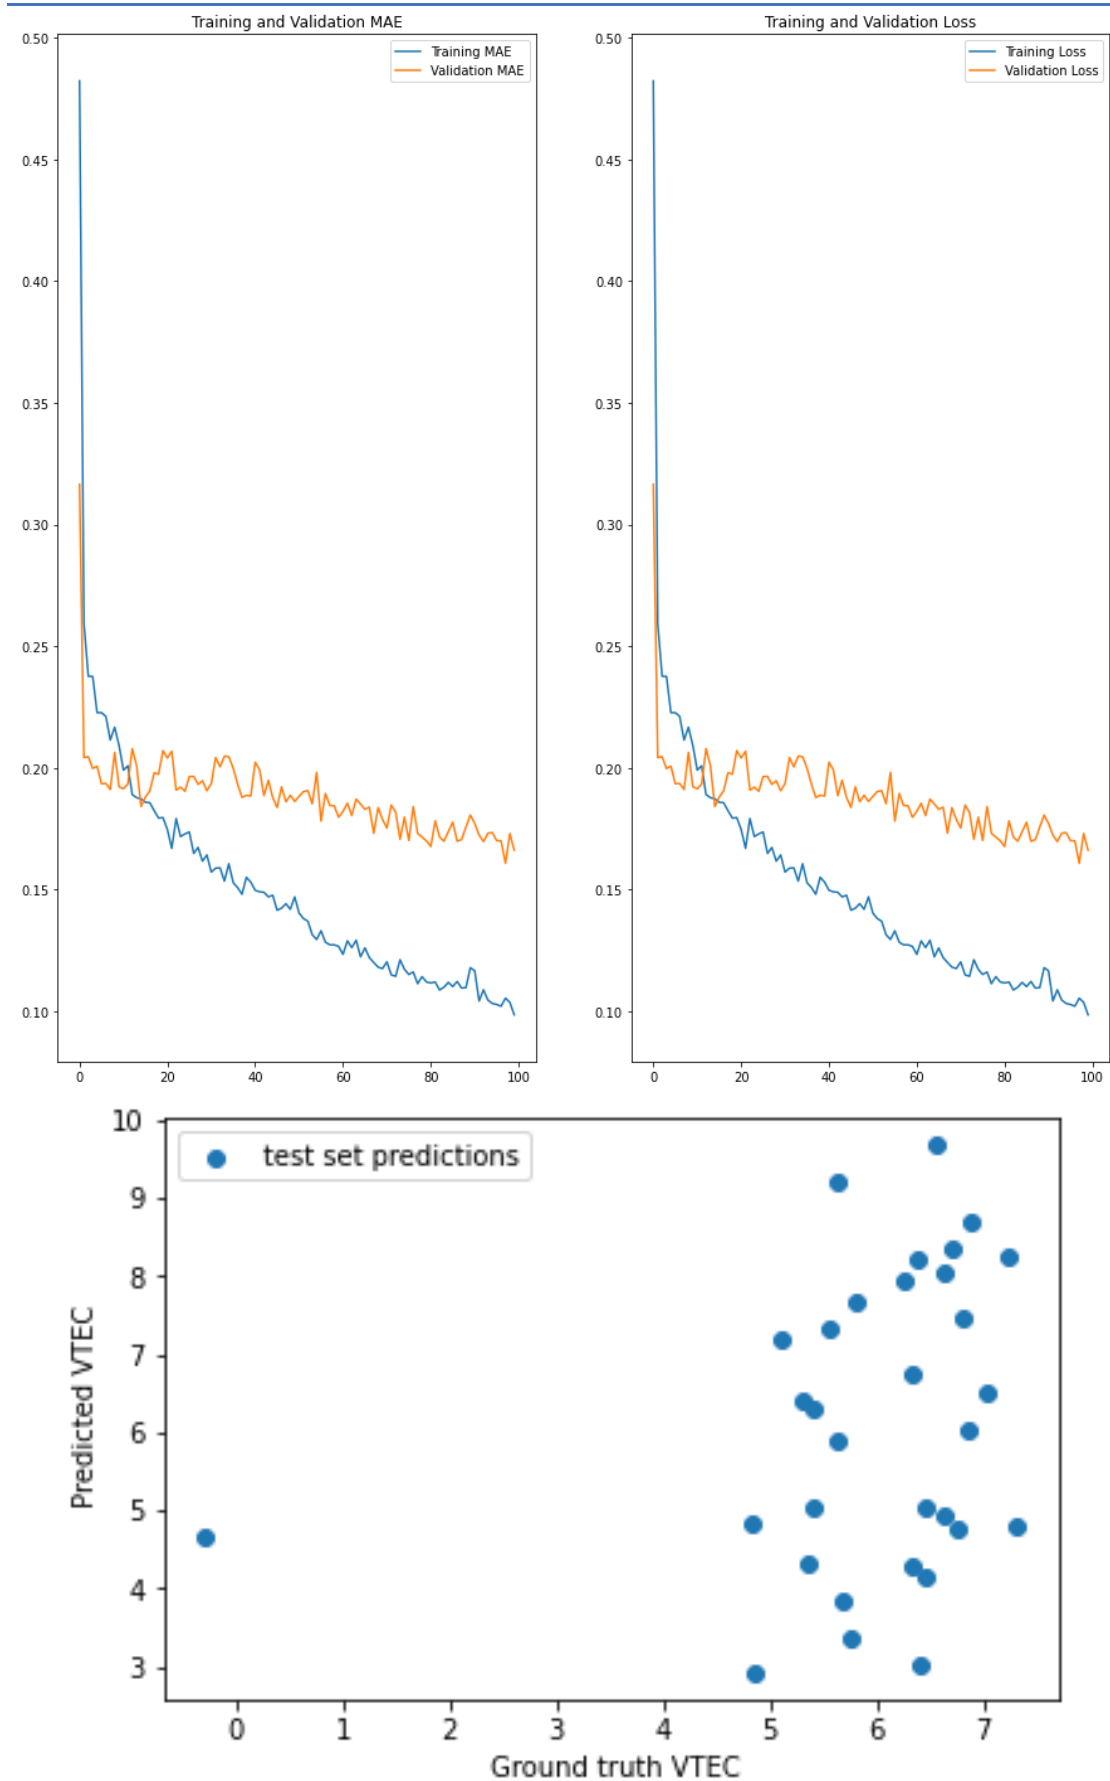 Training and Validation MAE
Training MAE
Validation MAE
0.50
0.45
0.40
0.35
0.30
0.25
0.20
0.15
0.10
0 20 40 60 80 100
Training and Validation Loss
Training Loss
Validation Loss
0.50
0.45
0.40
0.35
0.30
0.25
0.20
0.15
0.10
0 20 40 60 80 100
test set predictions
Predicted VTEC
10
9
8
7
6
5
4
3
0 1 2 3 4 5 6 7
Ground truth VTEC